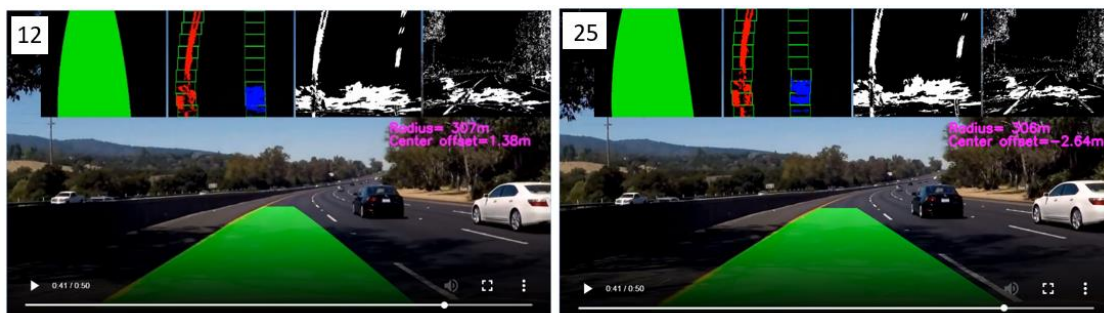 12
Radius= 307m
Center offset=1.38m
0:41 / 0:50
25
Radius= 306m
Center offset=-2.64m
0:41 / 0:50